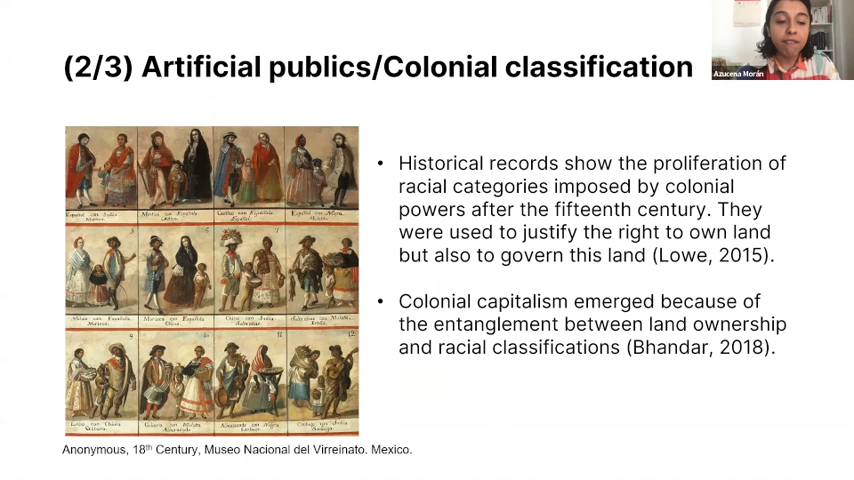 (2/3) Artificial publics/Colonial classification
Azucena Morán
• Historical records show the proliferation of
racial categories imposed by colonial
powers after the fifteenth century. They
were used to justify the right to own land
but also to govern this land (Lowe, 2015).
• Colonial capitalism emerged because of
the entanglement between land ownership
and racial classifications (Bhandar, 2018).
Anonymous, 18th Century, Museo Nacional del Virreinato. Mexico.